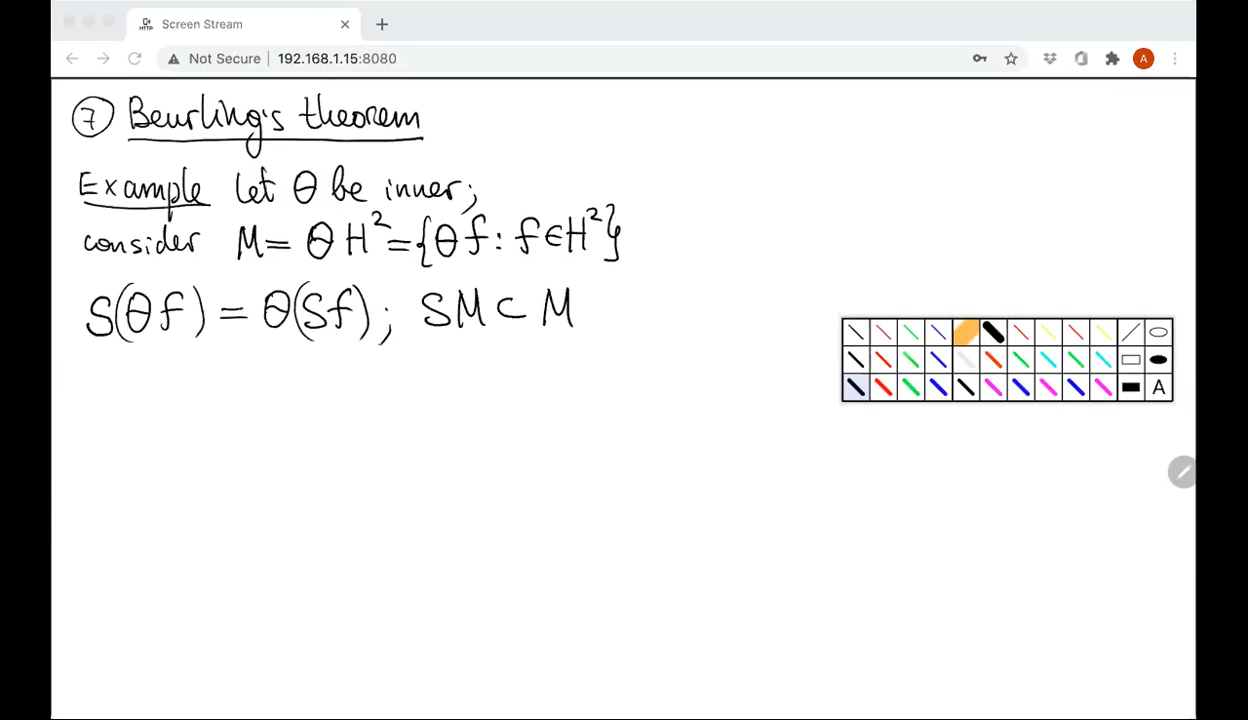 Screen Stream
Not Secure | 192.168.1.15:8080
A
⑦ Beurling's theorem
Example let Θ be inner;
consider M = ΘH² = {Θf : f ∈ H²}
S(Θf) = Θ(Sf); SM ⊂ M
A